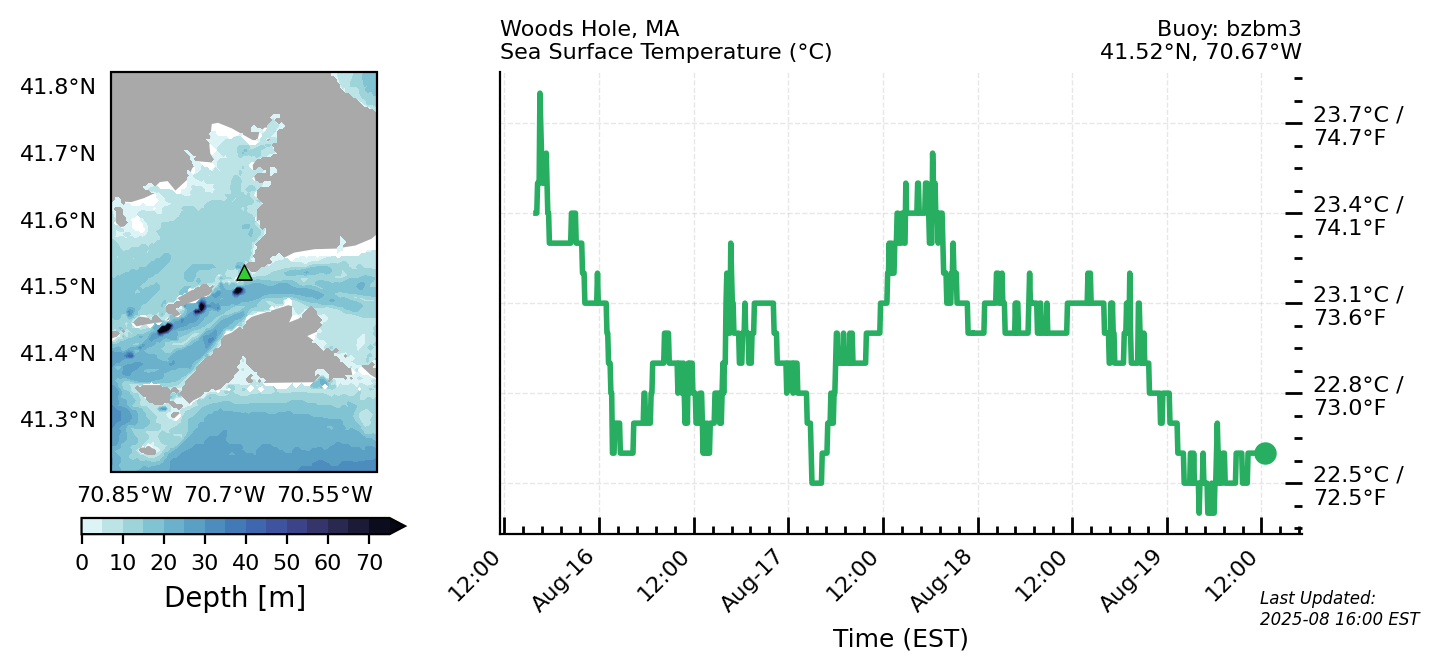 Woods Hole, MA
Sea Surface Temperature (°C)
Buoy: bzbm3
41.52°N, 70.67°W
41.8°N
41.7°N
41.6°N
41.5°N
41.4°N
41.3°N
70.85°W 70.7°W 70.55°W
0 10 20 30 40 50 60 70
Depth [m]
23.7°C /
74.7°F
23.4°C /
74.1°F
23.1°C /
73.6°F
22.8°C /
73.0°F
22.5°C /
72.5°F
12:00 Aug-16 12:00 Aug-17 12:00 Aug-18 12:00 Aug-19 12:00
Time (EST)
Last Updated:
2025-08 16:00 EST